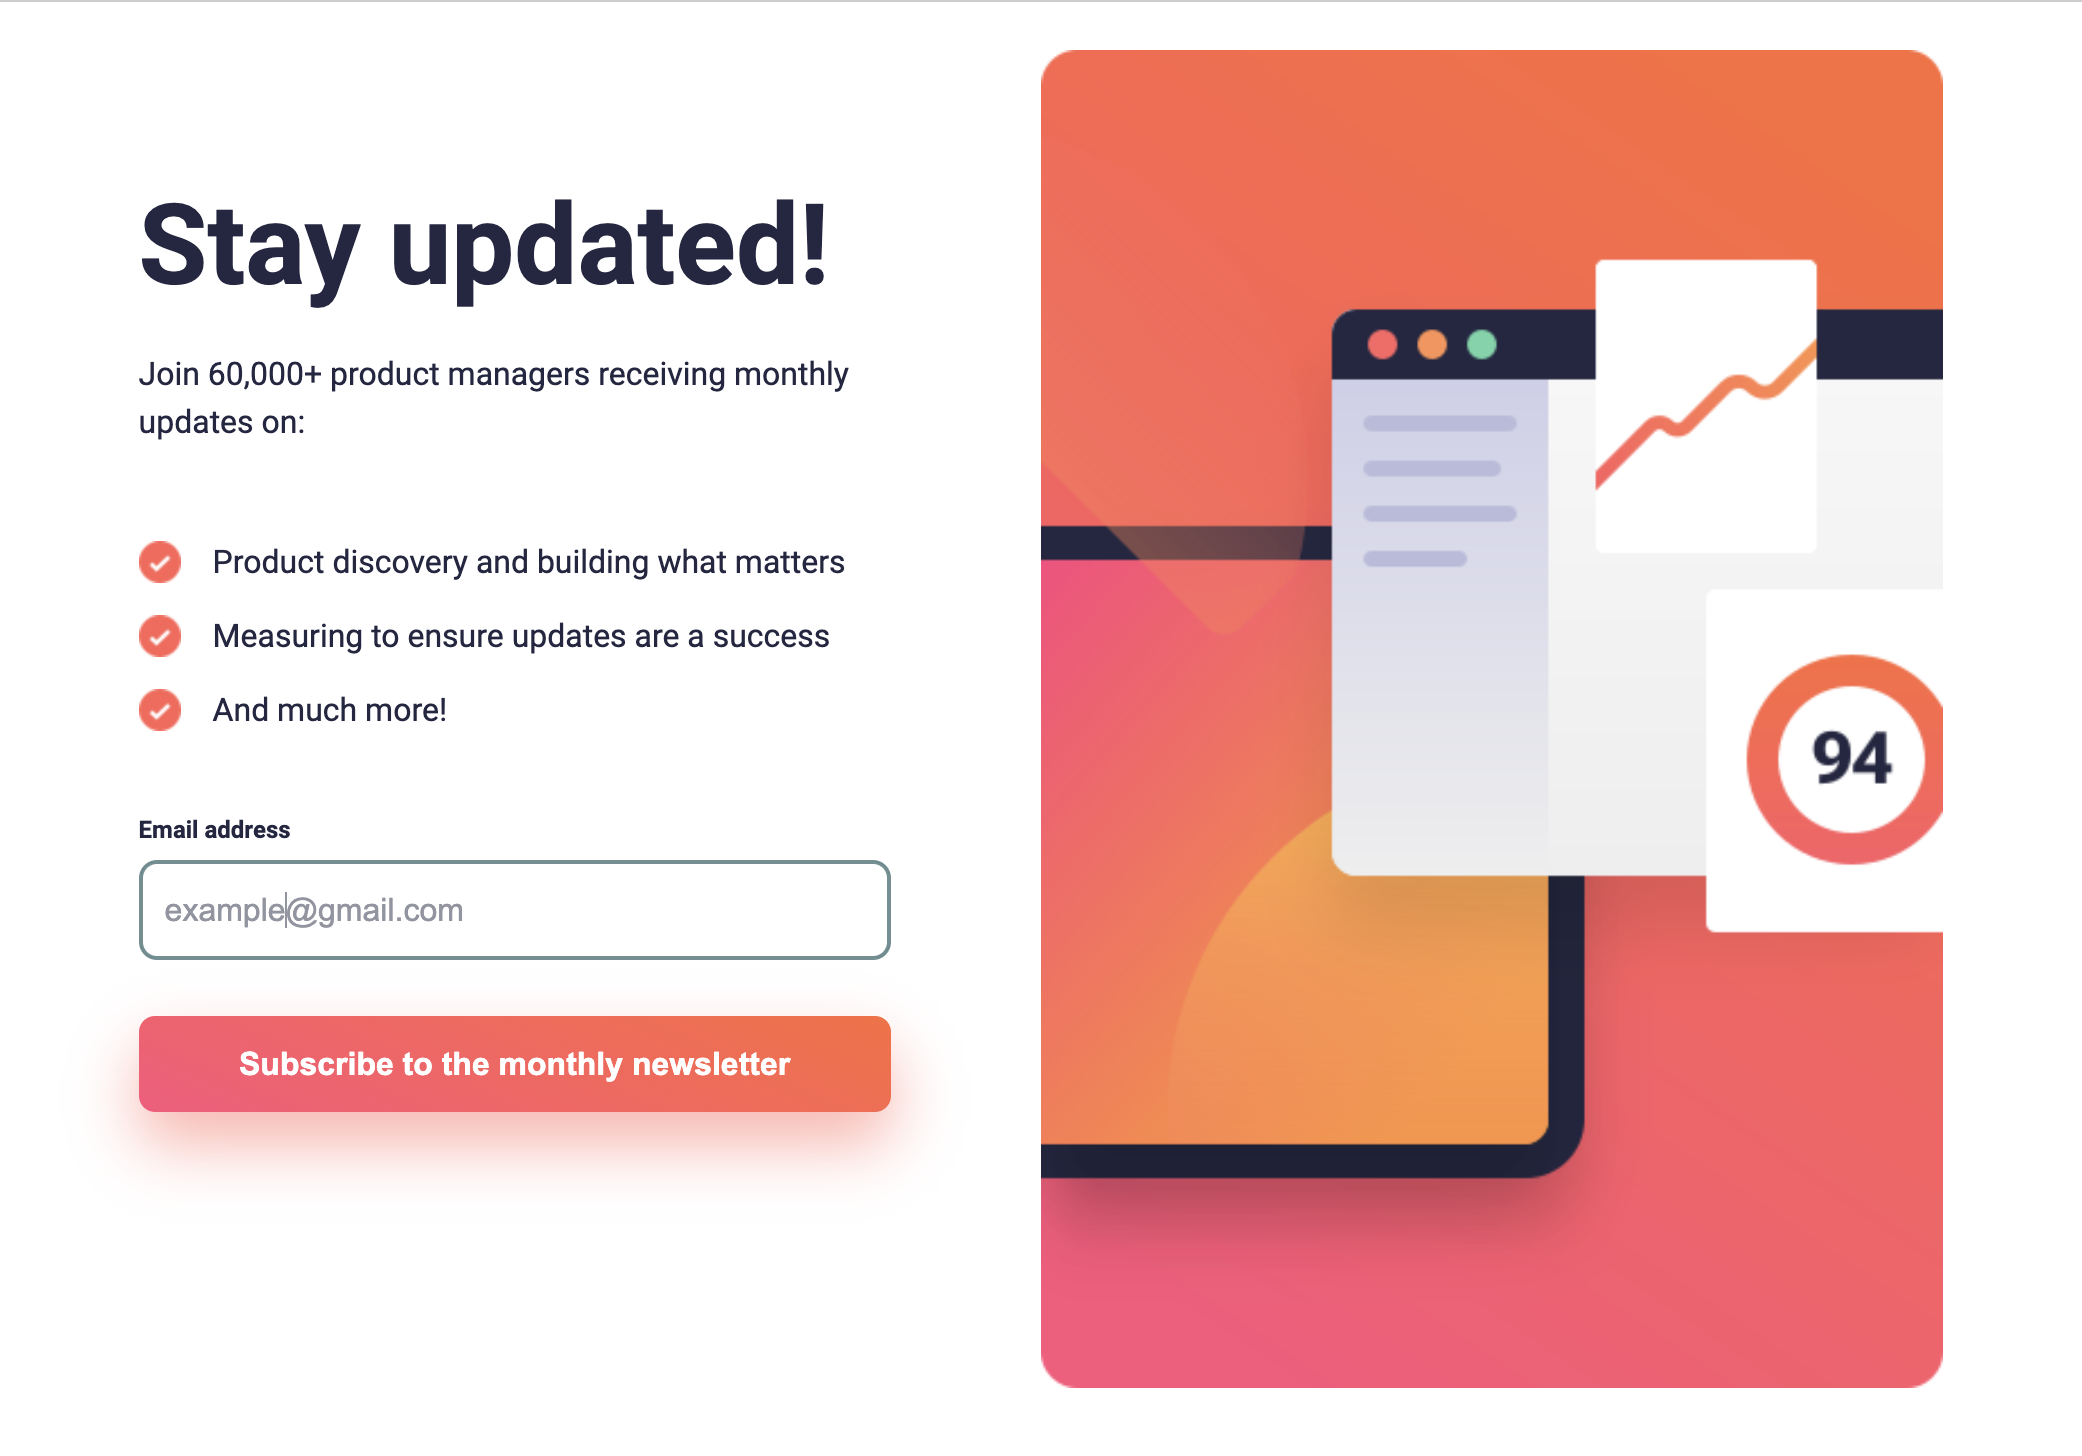 Stay updated!
Join 60,000+ product managers receiving monthly
updates on:
Product discovery and building what matters
Measuring to ensure updates are a success
And much more!
Email address
example@gmail.com
Subscribe to the monthly newsletter
94